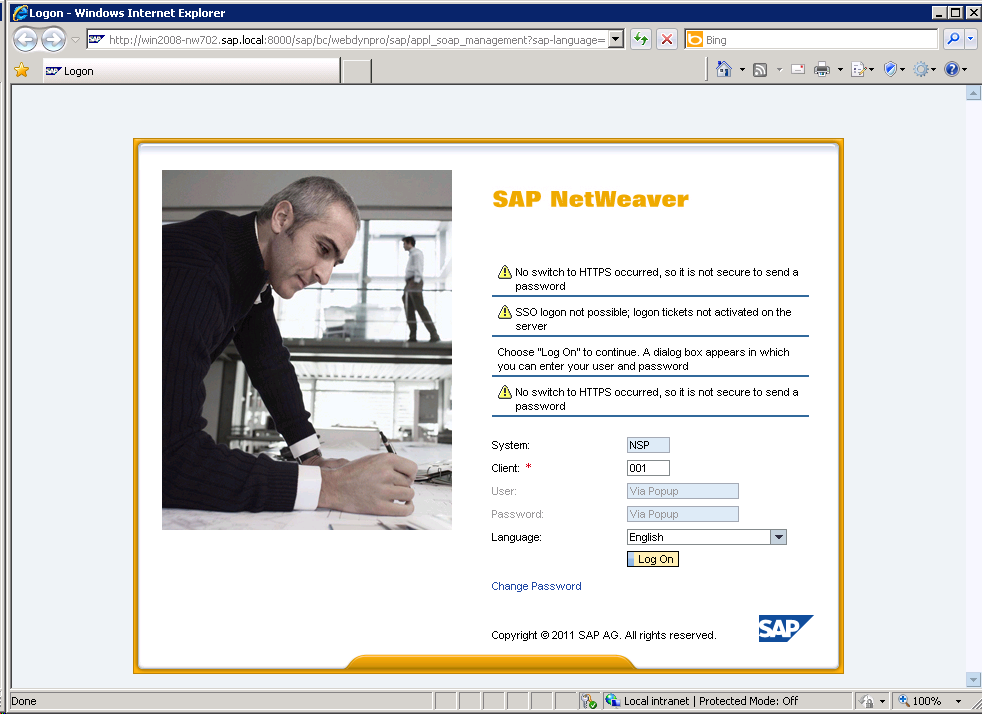 Logon - Windows Internet Explorer
http://win2008-nw702.sap.local:8000/sap/bc/webdynpro/sap/appl_soap_management?sap-language=
Bing
Logon
SAP NetWeaver
No switch to HTTPS occurred, so it is not secure to send a
password
SSO logon not possible; logon tickets not activated on the
server
Choose "Log On" to continue. A dialog box appears in which
you can enter your user and password
No switch to HTTPS occurred, so it is not secure to send a
password
System: NSP
Client: * 001
User: Via Popup
Password: Via Popup
Language: English
Log On
Change Password
Copyright © 2011 SAP AG. All rights reserved.
SAP
Done
Local intranet | Protected Mode: Off
100%